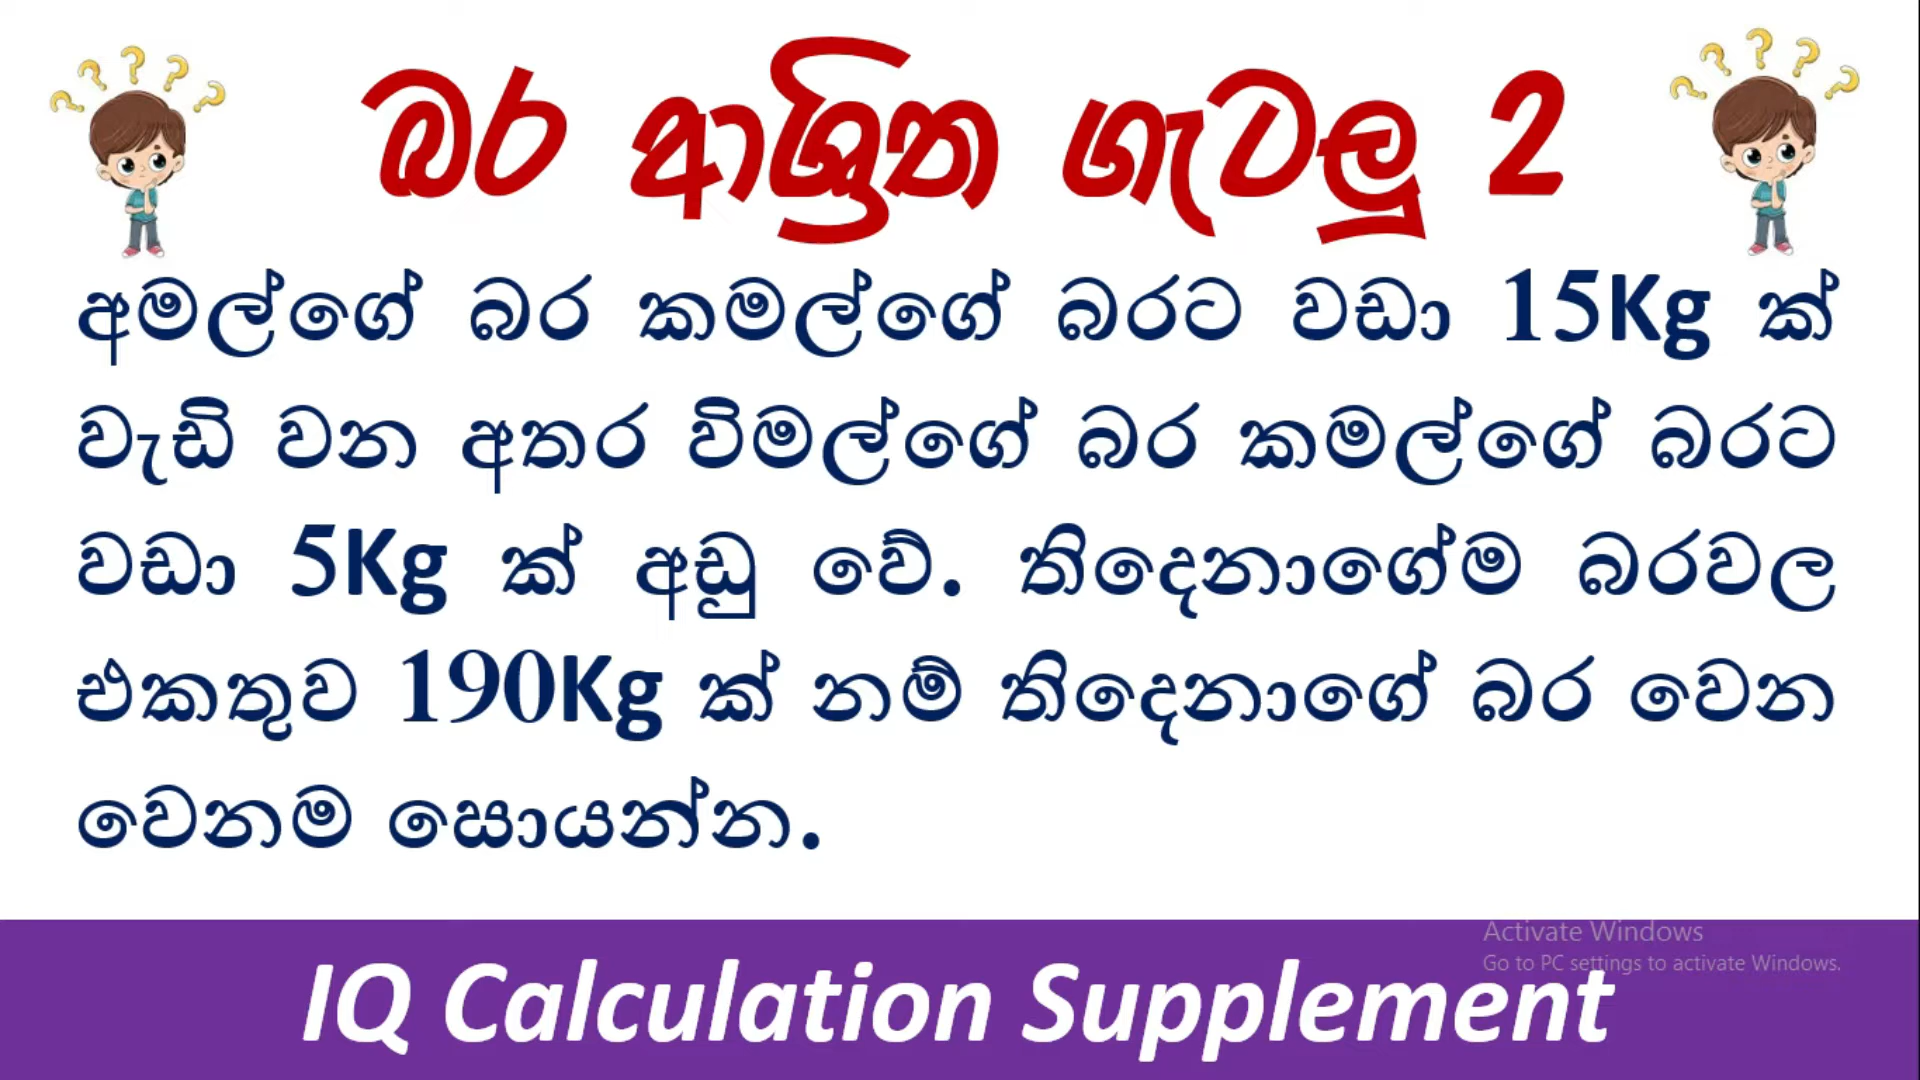 බර ආශ්‍රිත ගැටලු 2
අමල්ගේ බර කමල්ගේ බරට වඩා 15Kg ක්
වැඩි වන අතර විමල්ගේ බර කමල්ගේ බරට
වඩා 5Kg ක් අඩු වේ. තිදෙනාගේම බරවල
එකතුව 190Kg ක් නම් තිදෙනාගේ බර වෙන
වෙනම සොයන්න.
Activate Windows
Go to PC settings to activate Windows.
IQ Calculation Supplement